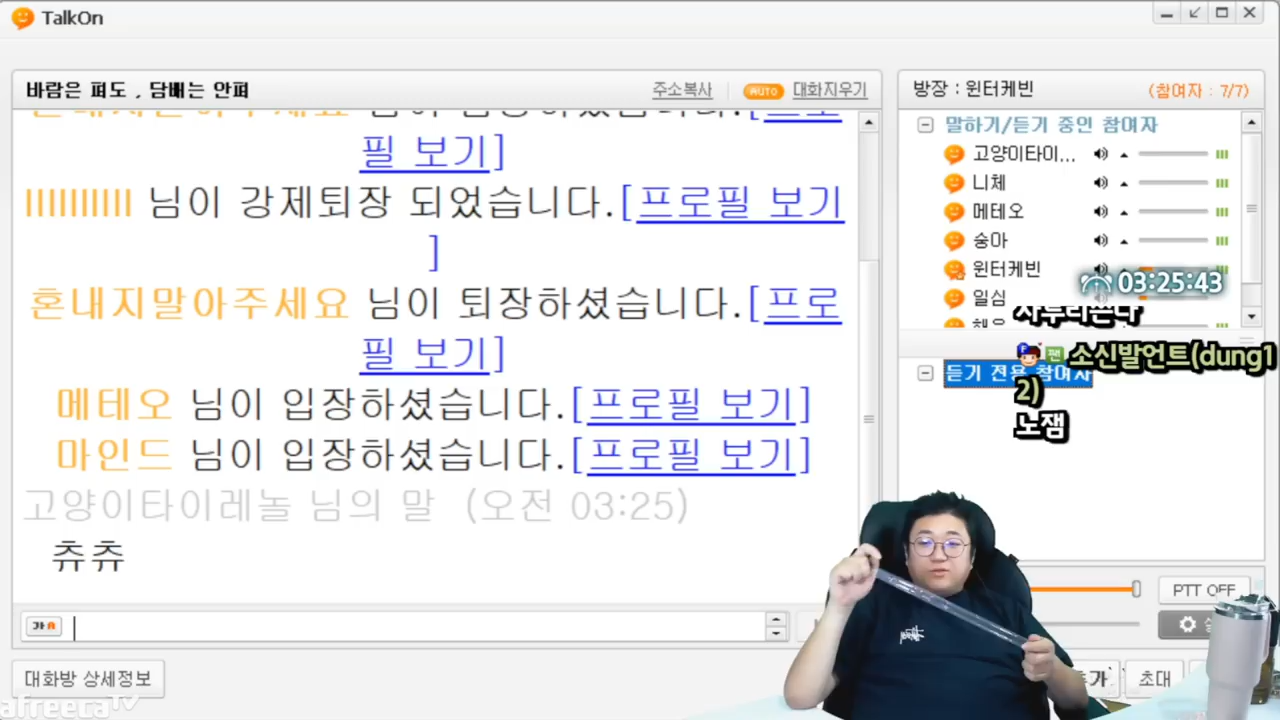 TalkOn
바람은 펴도 , 담배는 안펴
주소복사
AUTO
대화지우기
필 보기]
IIIIIIIIII 님이 강제퇴장 되었습니다.[프로필 보기
]
혼내지말아주세요 님이 퇴장하셨습니다.[프로
필 보기]
메테오 님이 입장하셨습니다.[프로필 보기]
마인드 님이 입장하셨습니다.[프로필 보기]
고양이타이레놀 님의 말 (오전 03:25)
츄츄
가A
대화방 상세정보
afreecaTV
방장 : 윈터케빈
(참여자 : 7/7)
말하기/듣기 중인 참여자
고양이타이...
니체
메테오
숭아
윈터케빈
03:25:43
일심
듣기 전용 참여자
팬 소신발언트(dung1
2)
노잼
PTT OFF
초대